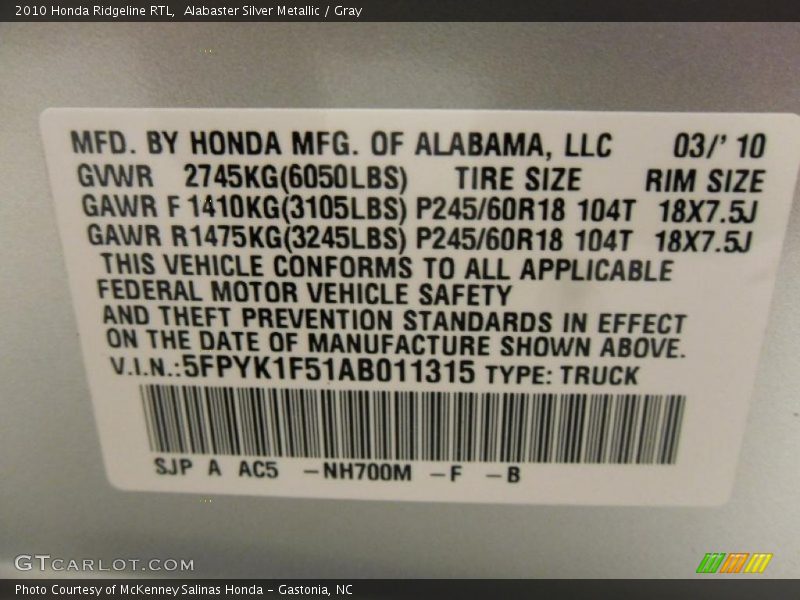 2010 Honda Ridgeline RTL,  Alabaster Silver Metallic / Gray
MFD. BY HONDA MFG. OF ALABAMA, LLC 03/' 10
GVWR 2745KG(6050LBS) TIRE SIZE RIM SIZE
GAWR F 1410KG(3105LBS) P245/60R18 104T 18X7.5J
GAWR R1475KG(3245LBS) P245/60R18 104T 18X7.5J
THIS VEHICLE CONFORMS TO ALL APPLICABLE
FEDERAL MOTOR VEHICLE SAFETY
AND THEFT PREVENTION STANDARDS IN EFFECT
ON THE DATE OF MANUFACTURE SHOWN ABOVE.
V.I.N.:5FPYK1F51AB011315 TYPE: TRUCK
SJP A AC5 -NH700M -F -B
GTCARLOT.COM
Photo Courtesy of McKenney Salinas Honda - Gastonia, NC